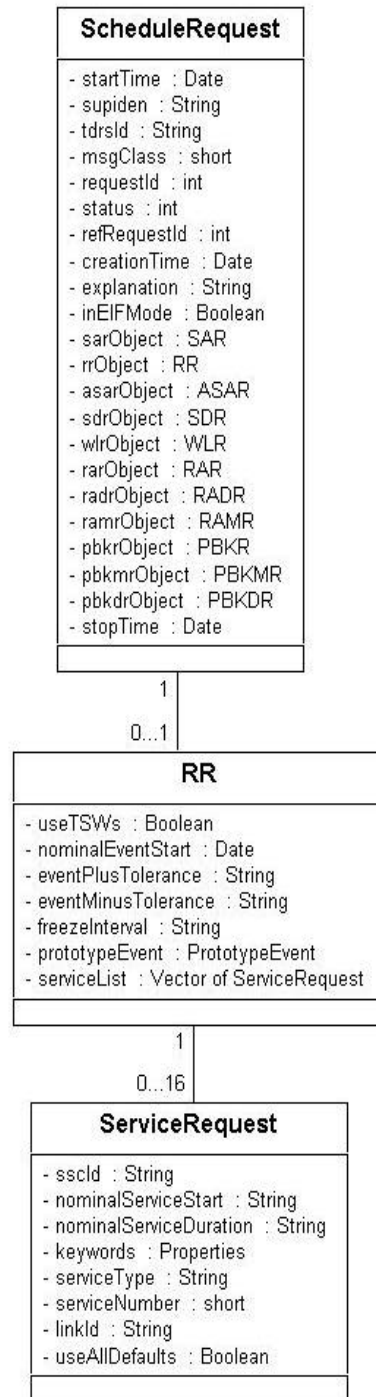 ScheduleRequest
- startTime : Date
- supiden : String
- tdrsId : String
- msgClass : short
- requestId : int
- status : int
- refRequestId : int
- creationTime : Date
- explanation : String
- inEIFMode : Boolean
- sarObject : SAR
- rrObject : RR
- asarObject : ASAR
- sdrObject : SDR
- wlrObject : WLR
- rarObject : RAR
- radrObject : RADR
- ramrObject : RAMR
- pbkrObject : PBKR
- pbkmrObject : PBKMR
- pbkdrObject : PBKDR
- stopTime : Date
1
0...1
RR
- useTSWs : Boolean
- nominalEventStart : Date
- eventPlusTolerance : String
- eventMinusTolerance : String
- freezeInterval : String
- prototypeEvent : PrototypeEvent
- serviceList : Vector of ServiceRequest
1
0...16
ServiceRequest
- sscId : String
- nominalServiceStart : String
- nominalServiceDuration : String
- keywords : Properties
- serviceType : String
- serviceNumber : short
- linkId : String
- useAllDefaults : Boolean